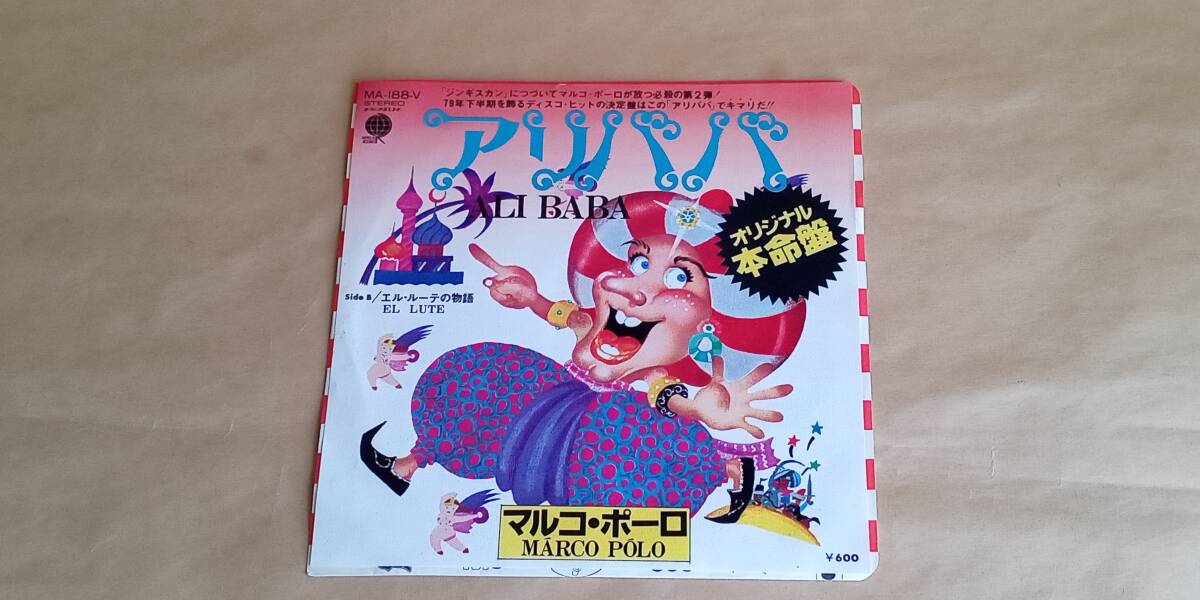 MA-188-V
STEREO
「ジンギスカン」につづいてマルコ・ポーロが放つ必殺の第2弾!
79年下半期を飾るディスコ・ヒットの決定盤はこの「アリババ」でキマリだ!!
アリババ
ALI BABA
オリジナル
本命盤
Side B/エル・ルーテの物語
EL LUTE
マルコ・ポーロ
MARCO POLO
¥600